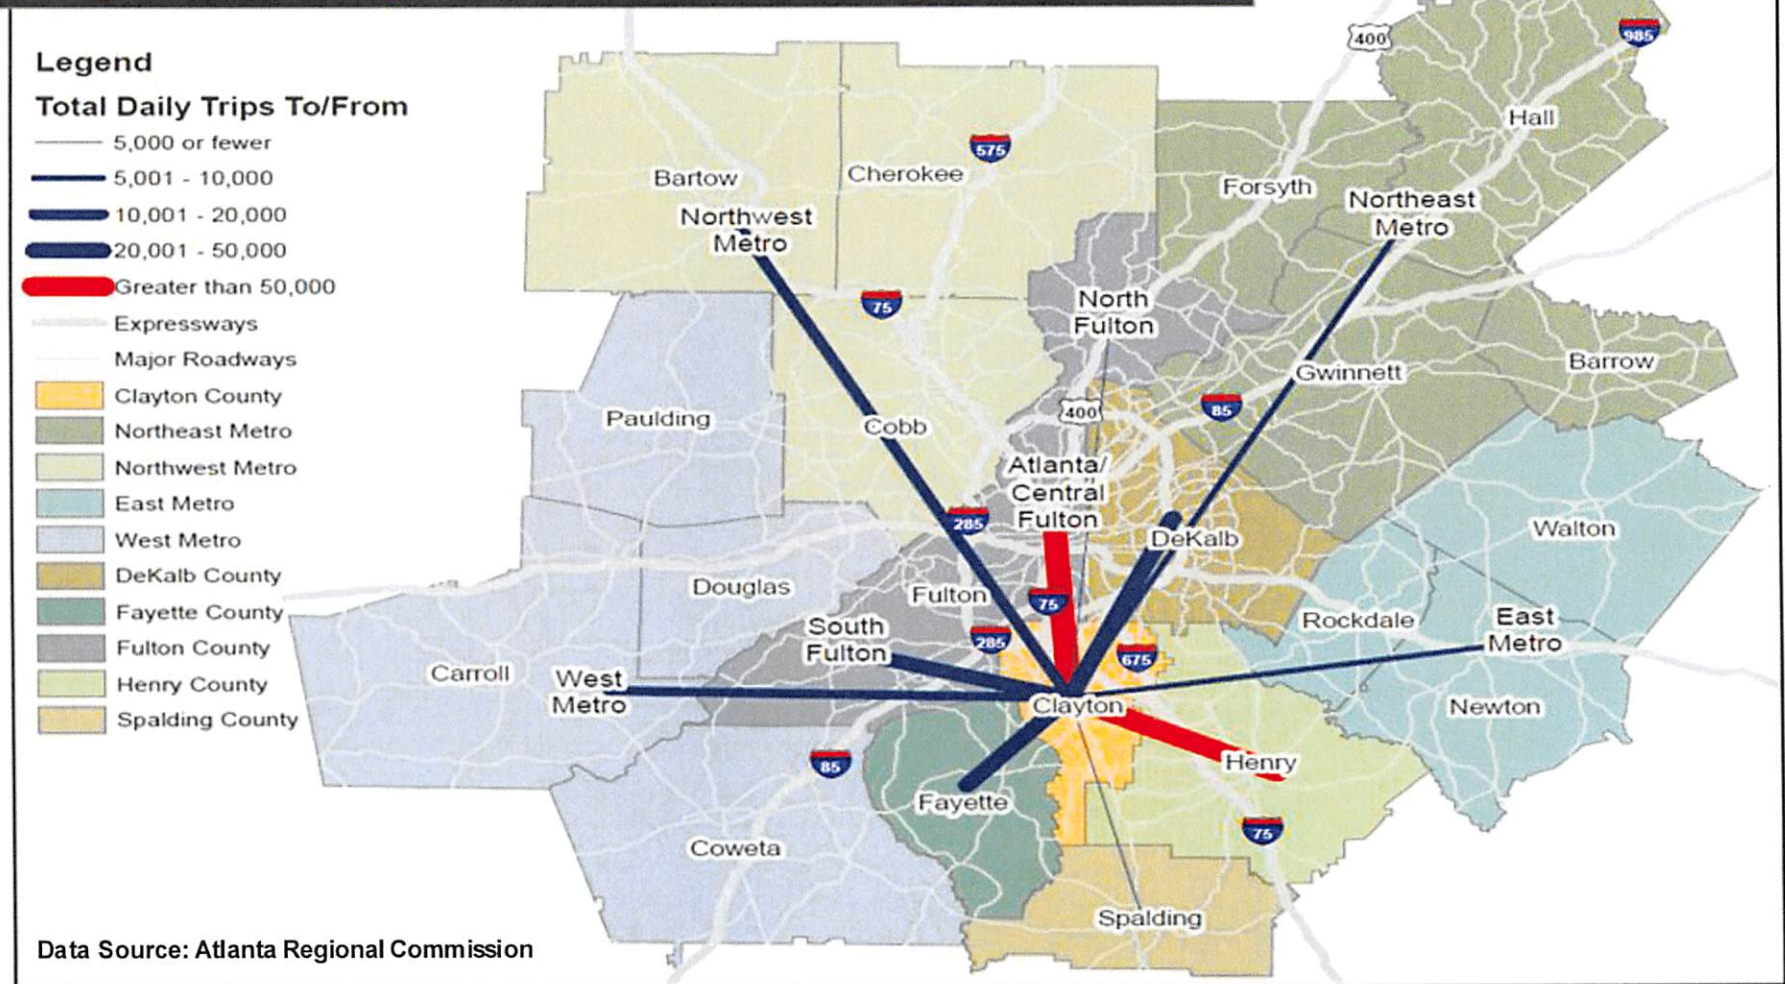 Legend
Total Daily Trips To/From
5,000 or fewer
5,001 - 10,000
10,001 - 20,000
20,001 - 50,000
Greater than 50,000
Expressways
Major Roadways
Clayton County
Northeast Metro
Northwest Metro
East Metro
West Metro
DeKalb County
Fayette County
Fulton County
Henry County
Spalding County
Data Source: Atlanta Regional Commission
985
400
Hall
575
Bartow
Cherokee
Forsyth
Northeast
Metro
Northwest
Metro
75
North
Fulton
Gwinnett
Barrow
Paulding
Cobb
400
85
Atlanta/
Central
Fulton
285
DeKalb
Walton
Douglas
Fulton
75
South
Fulton
285
675
Rockdale
East
Metro
Carroll
West
Metro
Clayton
Newton
85
Henry
Fayette
75
Coweta
Spalding